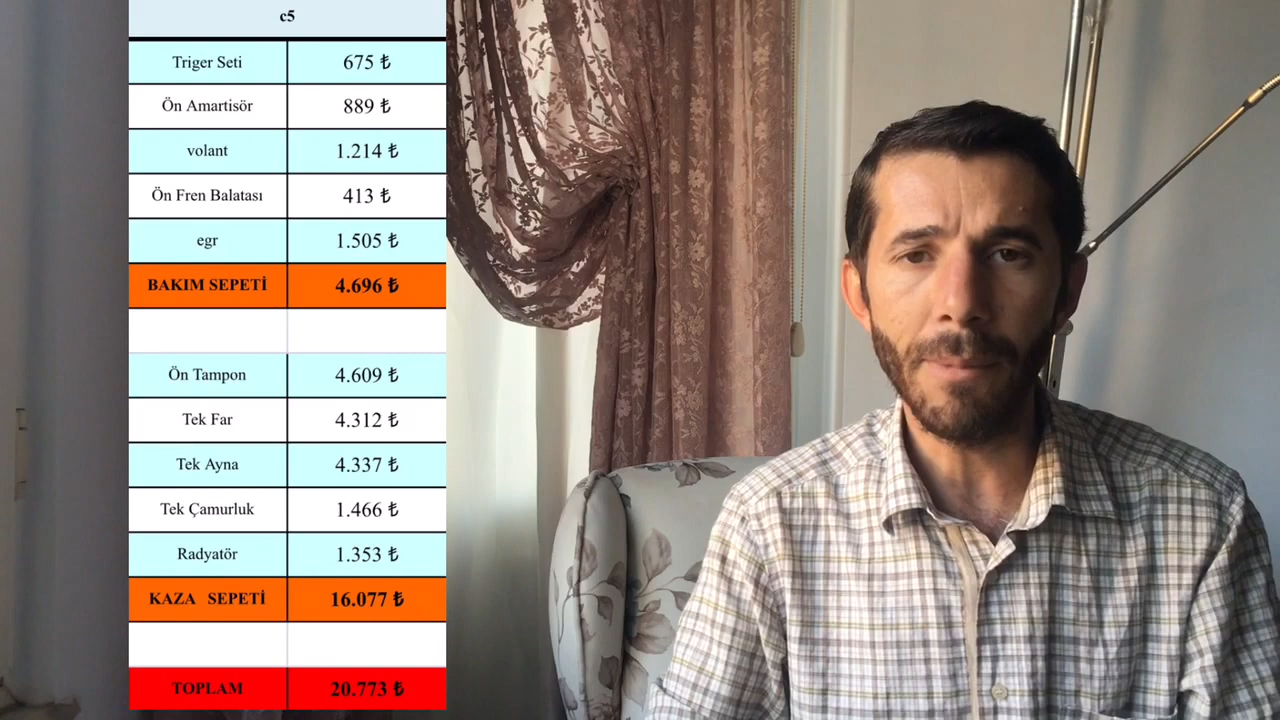 c5
Triger Seti 675 ₺
Ön Amartisör 889 ₺
volant 1.214 ₺
Ön Fren Balatası 413 ₺
egr 1.505 ₺
BAKIM SEPETİ 4.696 ₺
Ön Tampon 4.609 ₺
Tek Far 4.312 ₺
Tek Ayna 4.337 ₺
Tek Çamurluk 1.466 ₺
Radyatör 1.353 ₺
KAZA SEPETİ 16.077 ₺
TOPLAM 20.773 ₺